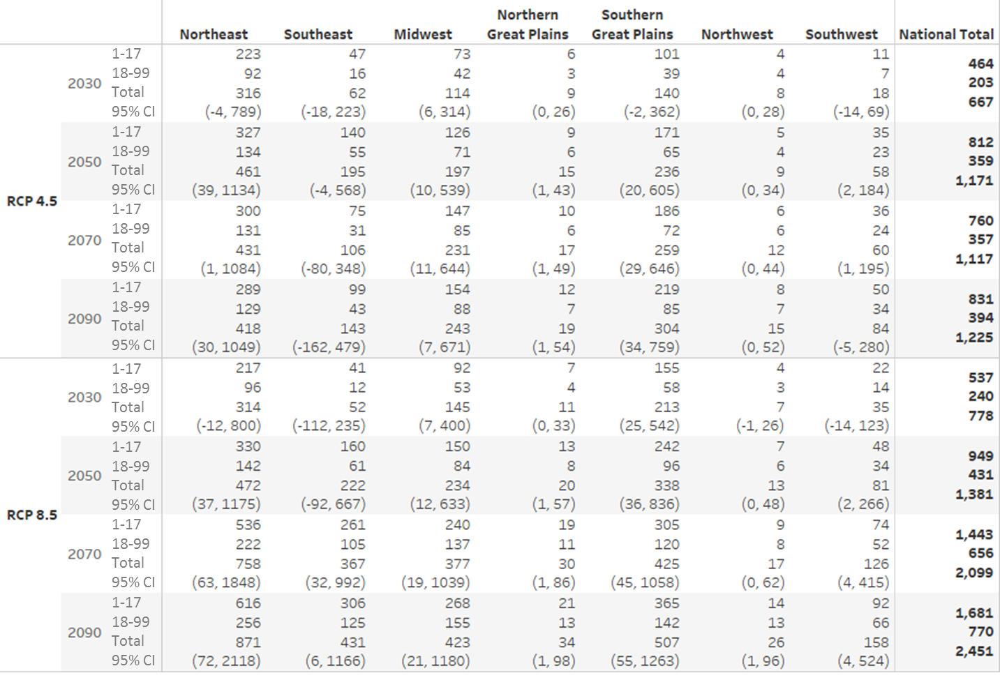 Northeast Southeast Midwest Northern Great Plains Southern Great Plains Northwest Southwest National Total
RCP 4.5
2030
1-17 223 47 73 6 101 4 11 464
18-99 92 16 42 3 39 4 7 203
Total 316 62 114 9 140 8 18 667
95% CI (-4, 789) (-18, 223) (6, 314) (0, 26) (-2, 362) (0, 28) (-14, 69)
2050
1-17 327 140 126 9 171 5 35 812
18-99 134 55 71 6 65 4 23 359
Total 461 195 197 15 236 9 58 1,171
95% CI (39, 1134) (-4, 568) (10, 539) (1, 43) (20, 605) (0, 34) (2, 184)
2070
1-17 300 75 147 10 186 6 36 760
18-99 131 31 85 6 72 6 24 357
Total 431 106 231 17 259 12 60 1,117
95% CI (1, 1084) (-80, 348) (11, 644) (1, 49) (29, 646) (0, 44) (1, 195)
2090
1-17 289 99 154 12 219 8 50 831
18-99 129 43 88 7 85 7 34 394
Total 418 143 243 19 304 15 84 1,225
95% CI (30, 1049) (-162, 479) (7, 671) (1, 54) (34, 759) (0, 52) (-5, 280)
RCP 8.5
2030
1-17 217 41 92 7 155 4 22 537
18-99 96 12 53 4 58 3 14 240
Total 314 52 145 11 213 7 35 778
95% CI (-12, 800) (-112, 235) (7, 400) (0, 33) (25, 542) (-1, 26) (-14, 123)
2050
1-17 330 160 150 13 242 7 48 949
18-99 142 61 84 8 96 6 34 431
Total 472 222 234 20 338 13 81 1,381
95% CI (37, 1175) (-92, 667) (12, 633) (1, 57) (36, 836) (0, 48) (2, 266)
2070
1-17 536 261 240 19 305 9 74 1,443
18-99 222 105 137 11 120 8 52 656
Total 758 367 377 30 425 17 126 2,099
95% CI (63, 1848) (32, 992) (19, 1039) (1, 86) (45, 1058) (0, 62) (4, 415)
2090
1-17 616 306 268 21 365 14 92 1,681
18-99 256 125 155 13 142 13 66 770
Total 871 431 423 34 507 26 158 2,451
95% CI (72, 2118) (6, 1166) (21, 1180) (1, 98) (55, 1263) (1, 96) (4, 524)